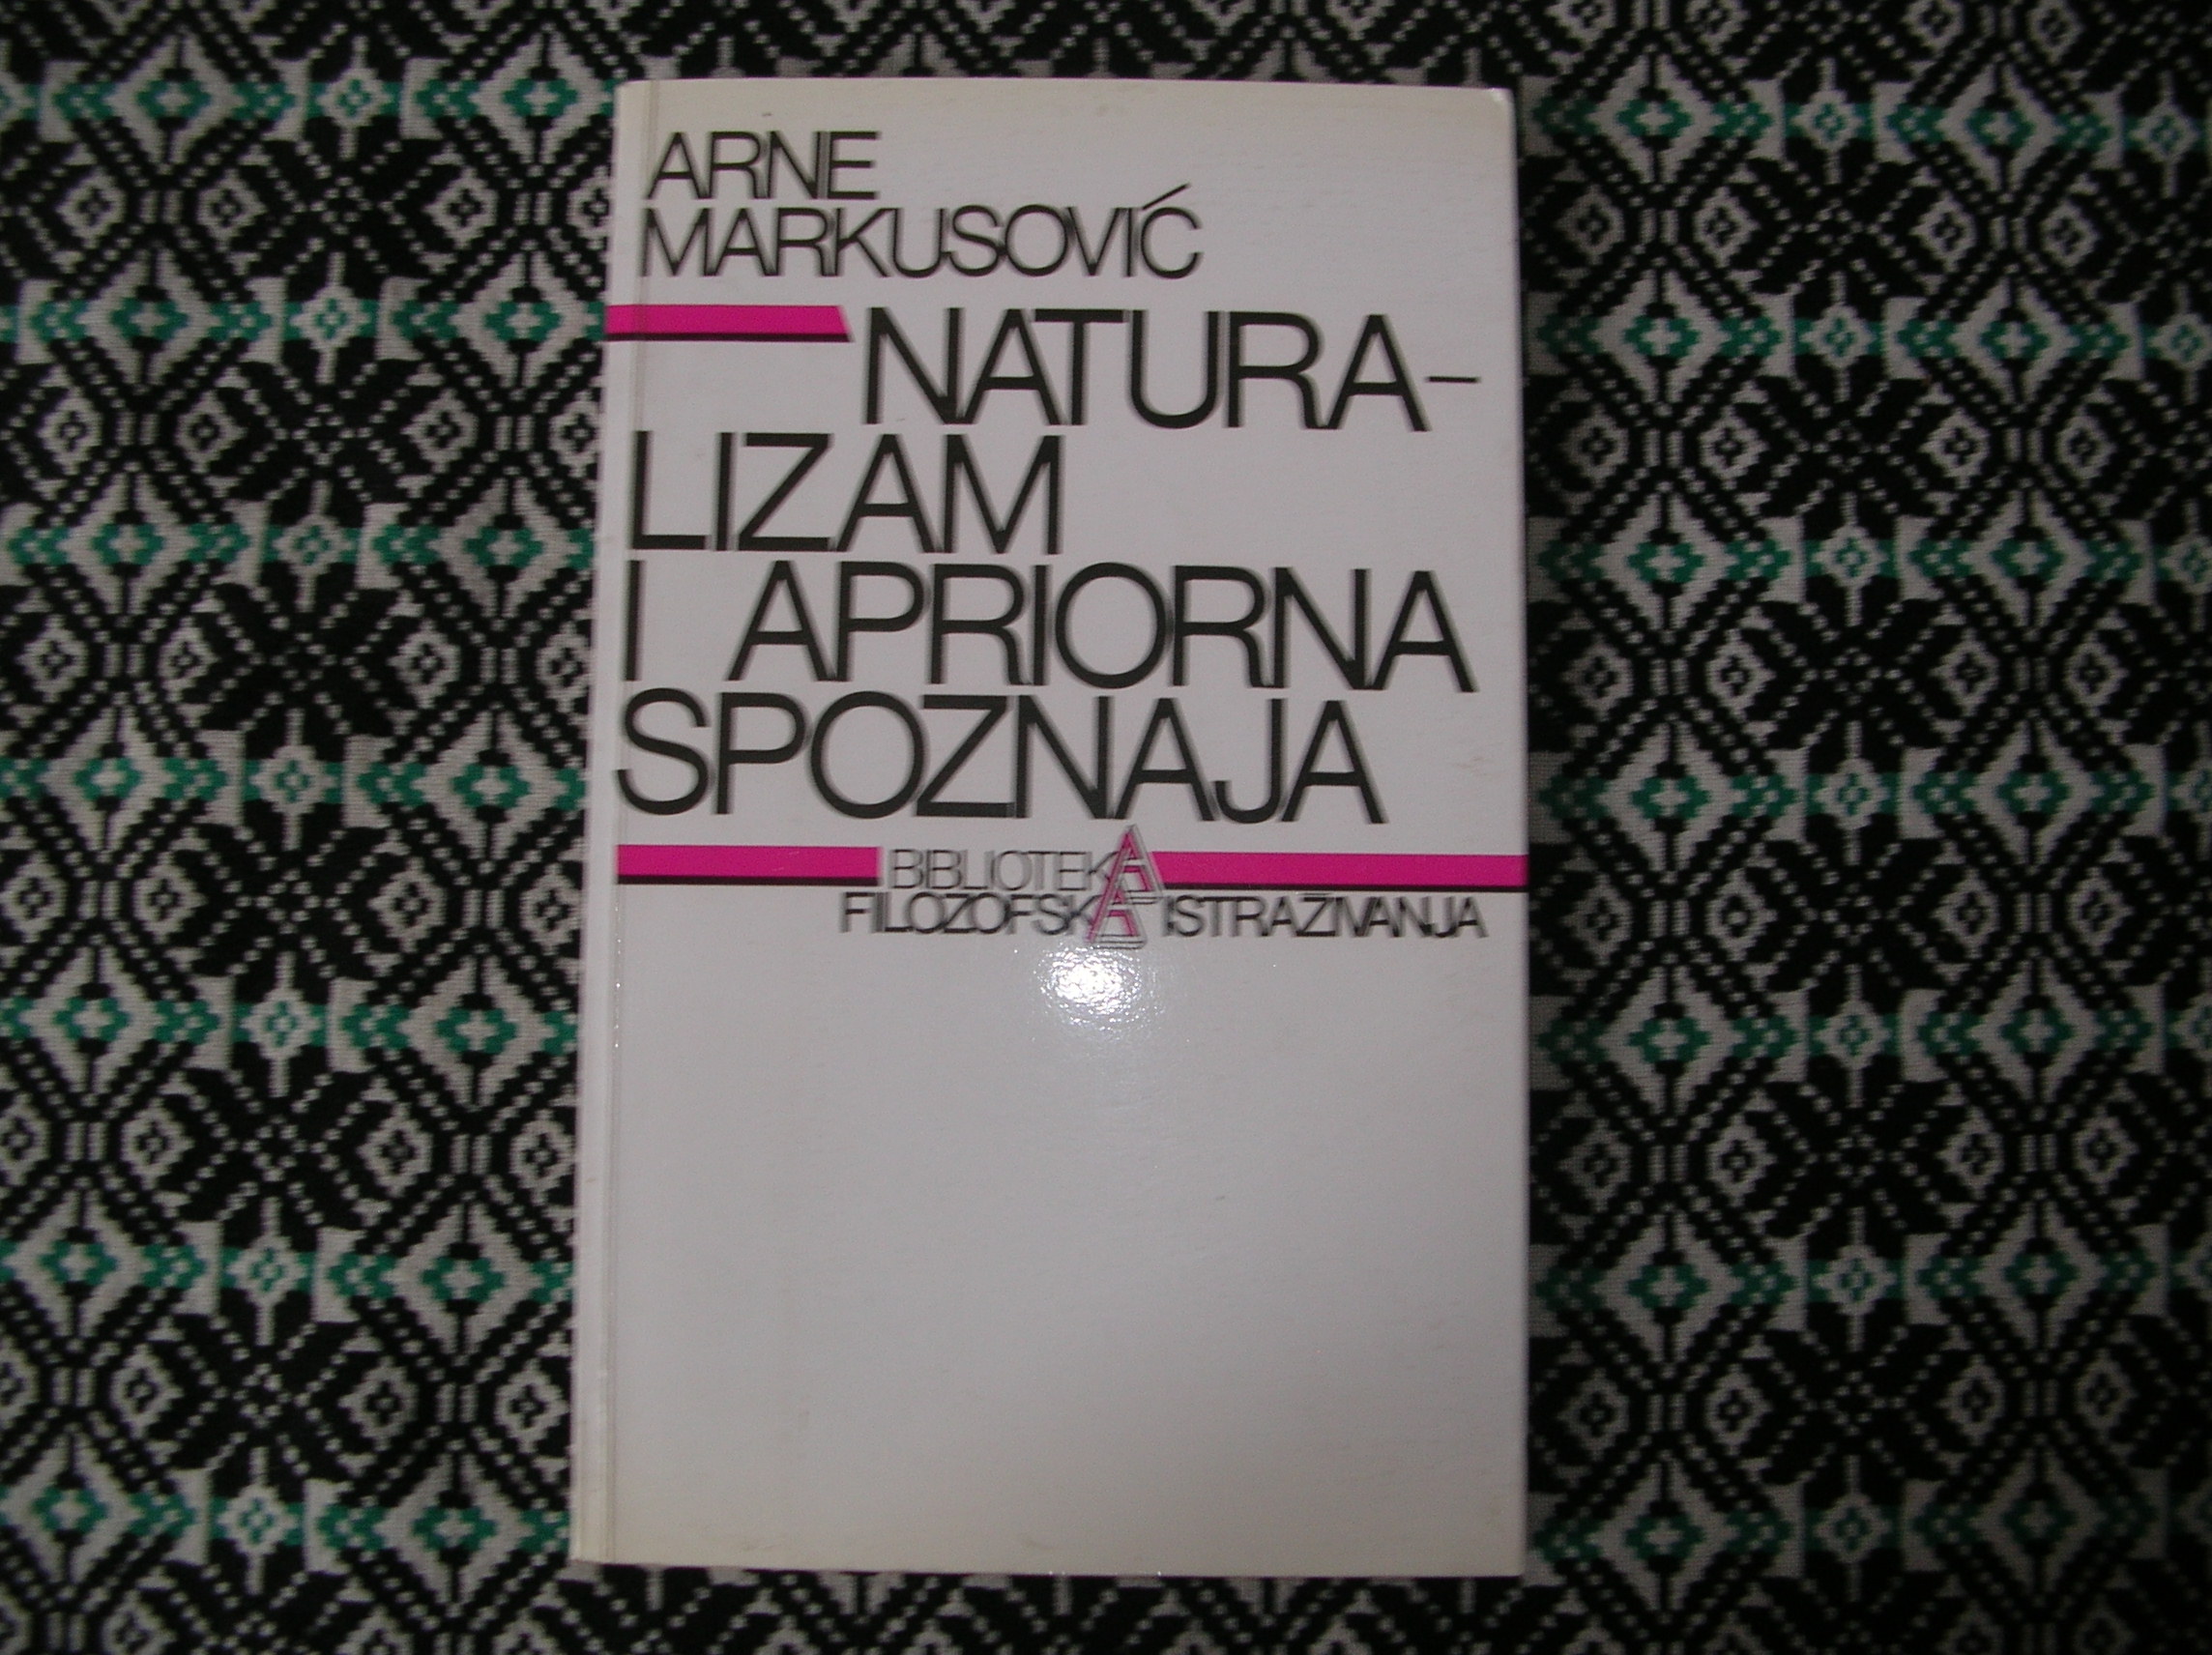 ARNE
MARKUSOVIĆ
NATURA-
LIZAM
I APRIORNA
SPOZNAJA
BIBLIOTEKA
FILOZOFSKA ISTRAŽIVANJA